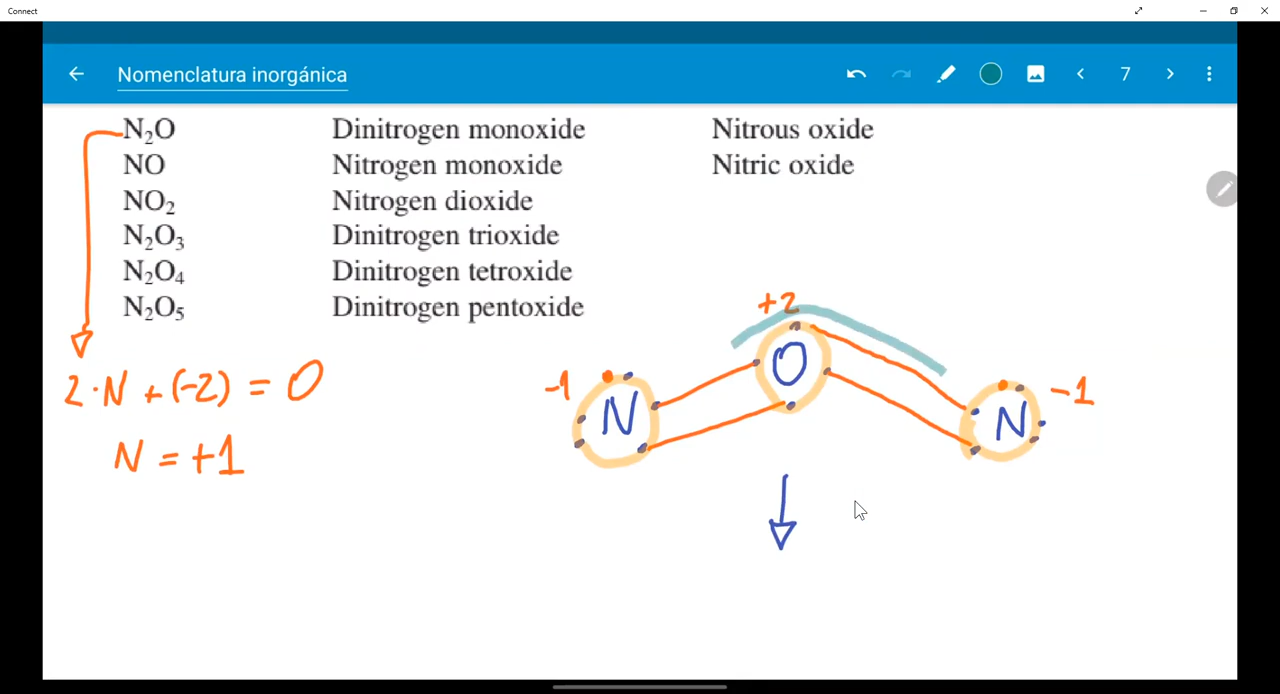 Connect
Nomenclatura inorgánica
7
N₂O Dinitrogen monoxide Nitrous oxide
NO Nitrogen monoxide Nitric oxide
NO₂ Nitrogen dioxide
N₂O₃ Dinitrogen trioxide
N₂O₄ Dinitrogen tetroxide
N₂O₅ Dinitrogen pentoxide
2·N + (-2) = 0
N = +1
+2
O
-1
N
N
-1